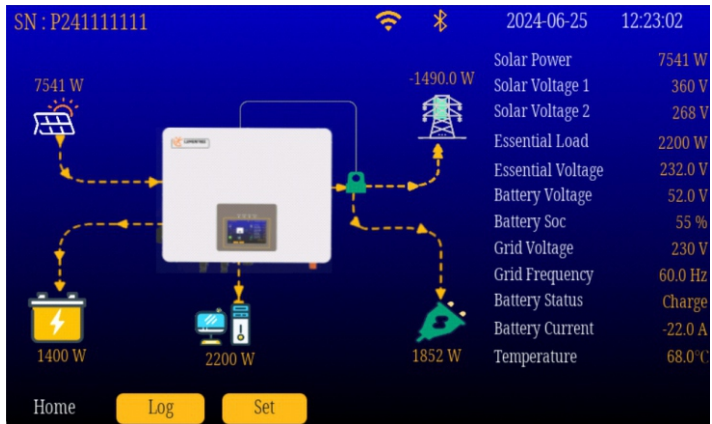 SN : P241111111
2024-06-25 12:23:02
7541 W
-1490.0 W
1400 W
2200 W
1852 W
Solar Power 7541 W
Solar Voltage 1 360 V
Solar Voltage 2 268 V
Essential Load 2200 W
Essential Voltage 232.0 V
Battery Voltage 52.0 V
Battery Soc 55 %
Grid Voltage 230 V
Grid Frequency 60.0 Hz
Battery Status Charge
Battery Current -22.0 A
Temperature 68.0°C
Home Log Set